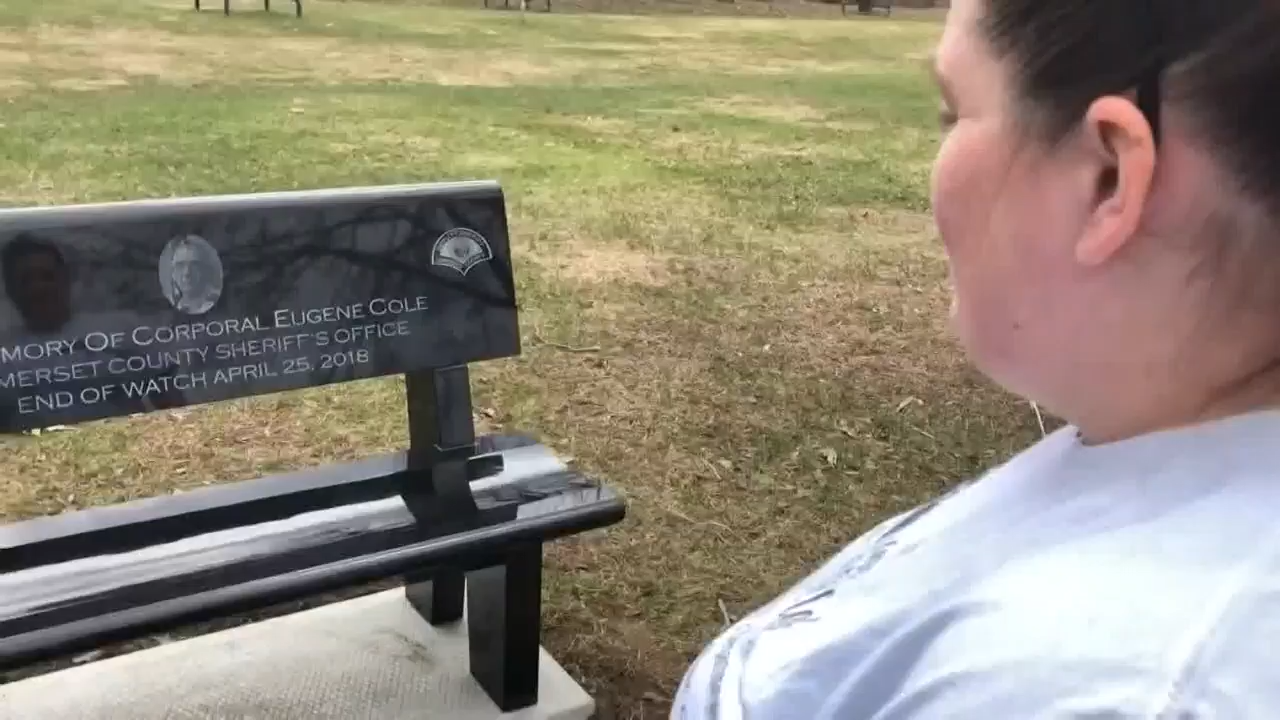 MORY OF CORPORAL EUGENE COLE
MERSET COUNTY SHERIFF'S OFFICE
END OF WATCH APRIL 25, 2018